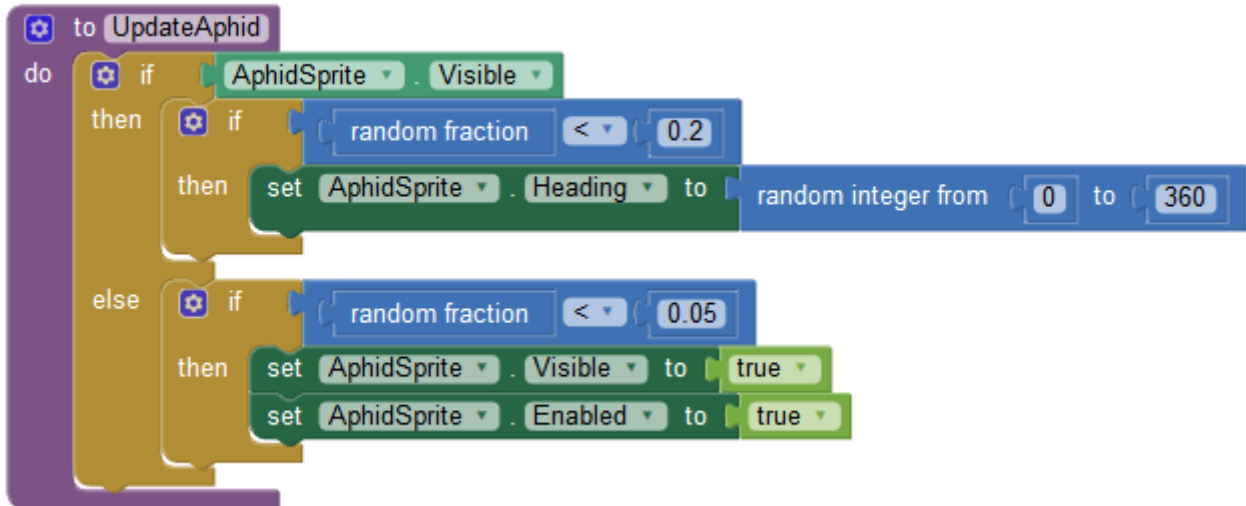 to UpdateAphid
do if AphidSprite . Visible
then if random fraction < 0.2
then set AphidSprite . Heading to random integer from 0 to 360
else if random fraction < 0.05
then set AphidSprite . Visible to true
set AphidSprite . Enabled to true